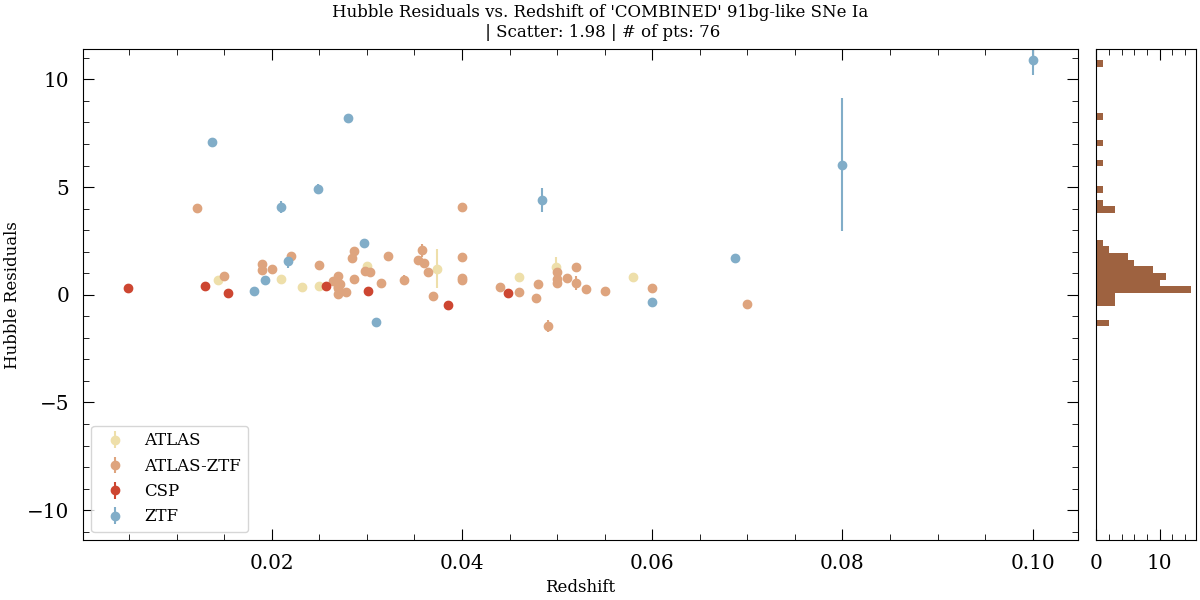 Hubble Residuals vs. Redshift of 'COMBINED' 91bg-like SNe Ia
| Scatter: 1.98 | # of pts: 76
Hubble Residuals
10
5
0
−5
−10
ATLAS
ATLAS-ZTF
CSP
ZTF
0.02 0.04 0.06 0.08 0.10
0 10
Redshift